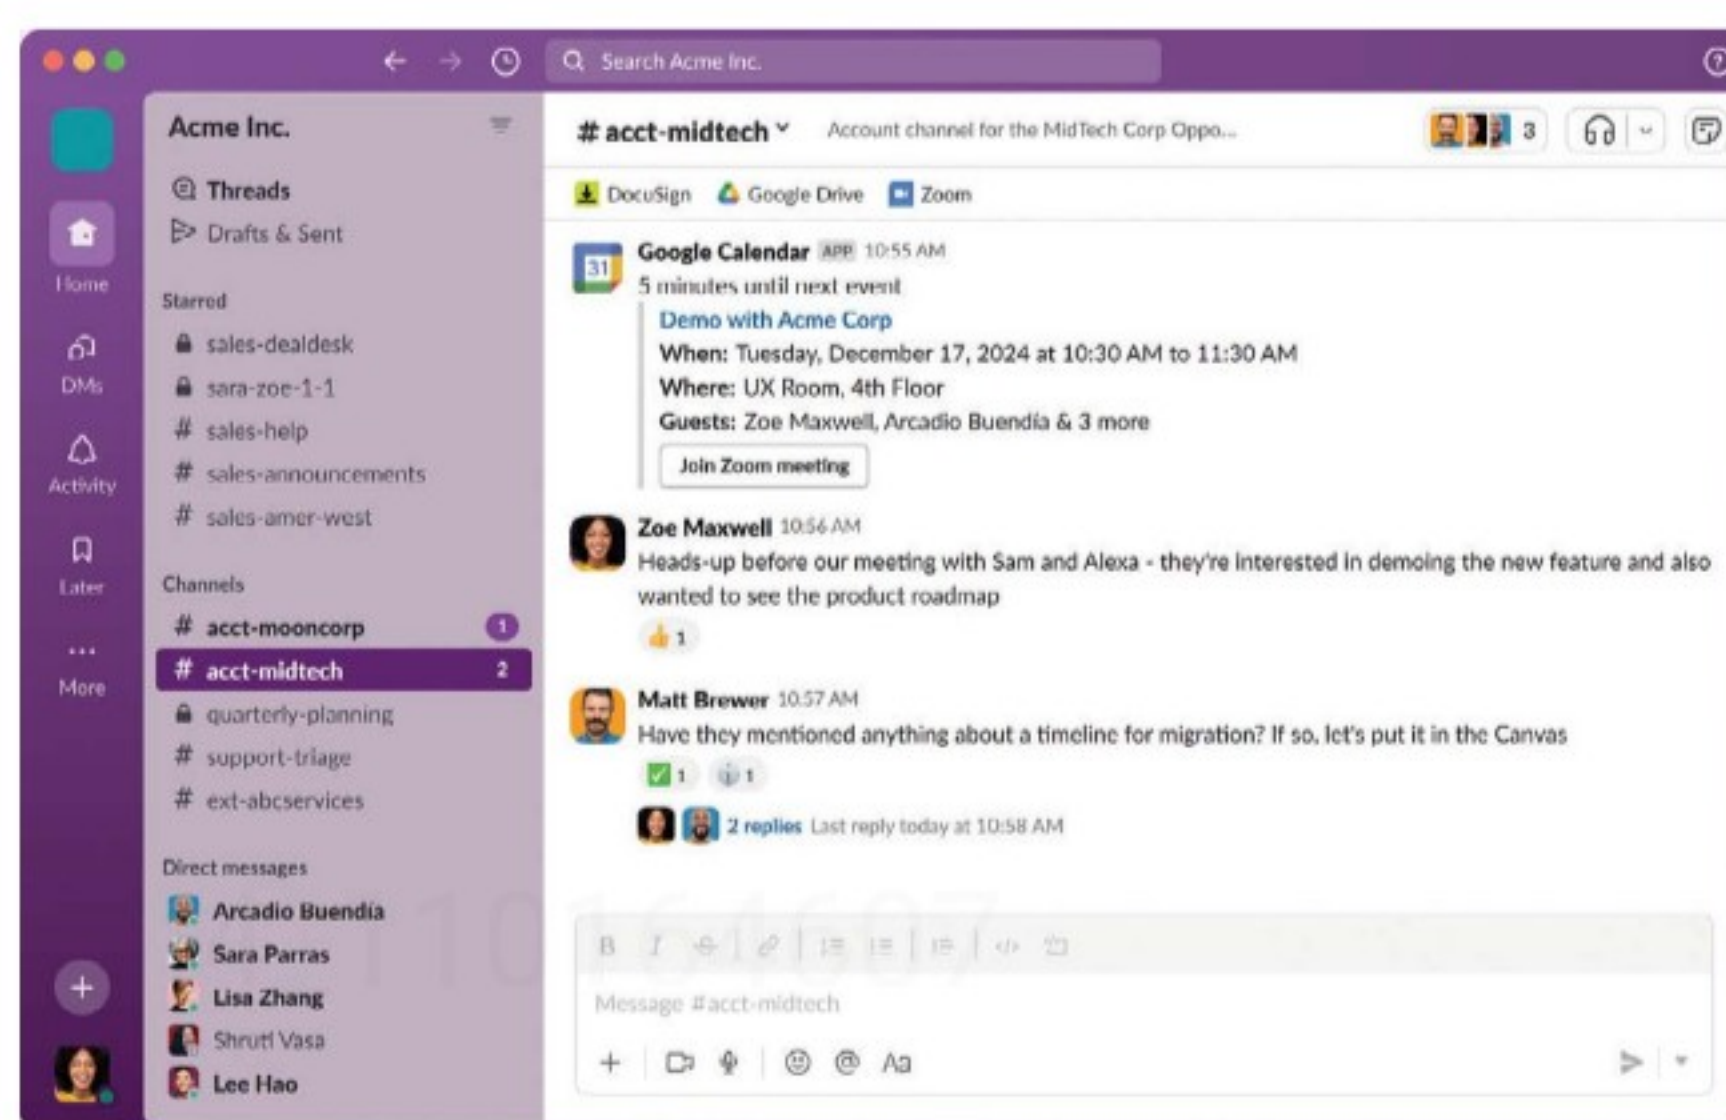 Search Acme Inc.
Home
DMs
Activity
Later
More
Acme Inc.
Threads
Drafts & Sent
Starred
sales-dealdesk
sara-zoe-1-1
# sales-help
# sales-announcements
# sales-amer-west
Channels
# acct-mooncorp 1
# acct-midtech 2
quarterly-planning
# support-triage
# ext-abcservices
Direct messages
Arcadio Buendía
Sara Parras
Lisa Zhang
Shruti Vasa
Lee Hao
# acct-midtech Account channel for the MidTech Corp Oppo... 3
DocuSign Google Drive Zoom
31
Google Calendar APP 10:55 AM
5 minutes until next event
Demo with Acme Corp
When: Tuesday, December 17, 2024 at 10:30 AM to 11:30 AM
Where: UX Room, 4th Floor
Guests: Zoe Maxwell, Arcadio Buendía & 3 more
Join Zoom meeting
Zoe Maxwell 10:56 AM
Heads-up before our meeting with Sam and Alexa - they're interested in demoing the new feature and also
wanted to see the product roadmap
1
Matt Brewer 10:57 AM
Have they mentioned anything about a timeline for migration? If so, let's put it in the Canvas
1 1
2 replies Last reply today at 10:58 AM
B I S
Message #acct-midtech
Aa
110164607